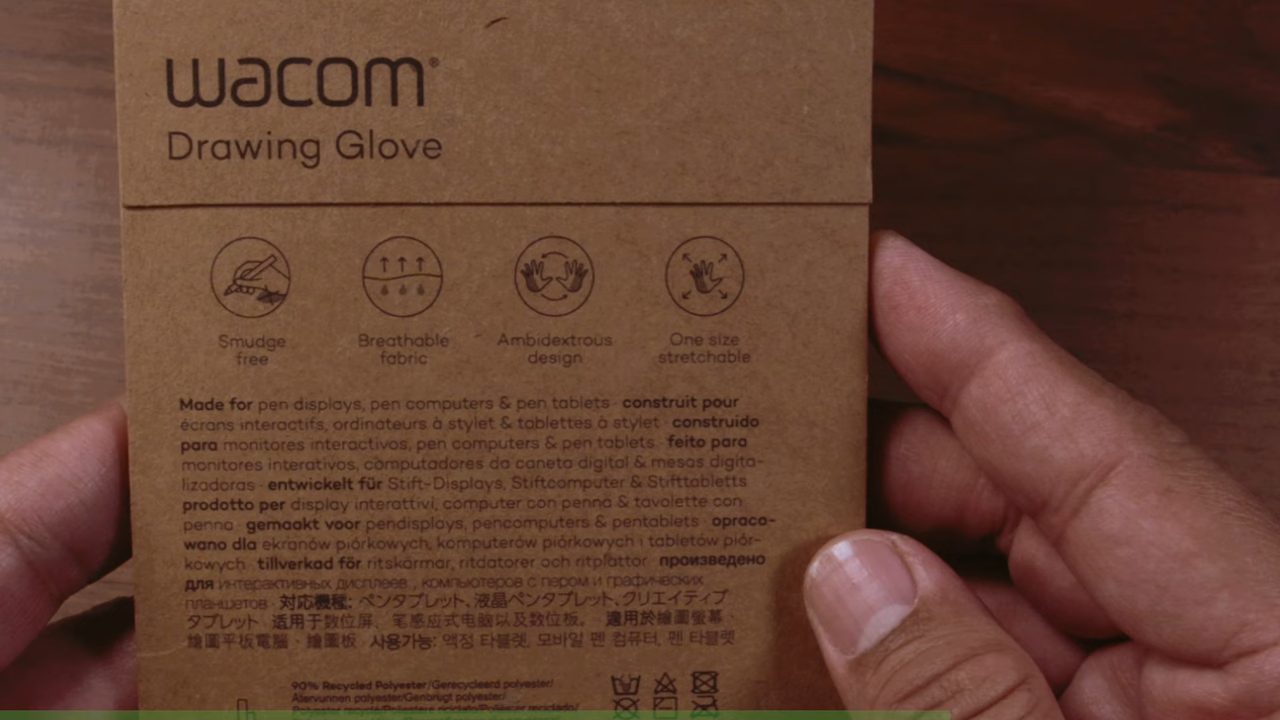 wacom®
Drawing Glove
Smudge free
Breathable fabric
Ambidextrous design
One size stretchable
Made for pen displays, pen computers & pen tablets · construit pour
écrans interactifs, ordinateurs à stylet & tablettes à stylet · construido
para monitores interactivos, pen computers & pen tablets · feito para
monitores interativos, computadores da caneta digital & mesas digita-
lizadoras · entwickelt für Stift-Displays, Stiftcomputer & Stifttabletts
prodotto per display interattivi, computer con penna & tavolette con
penna · gemaakt voor pendisplays, pencomputers & pentablets · opraco-
wano dla ekranów piórkowych, komputerów piórkowych i tabletów piór-
kowych · tillverkad för ritskärmar, ritdatorer och ritplattor · произведено
для интерактивных дисплеев, компьютеров с пером и графических
планшетов · 対応機種: ペンタブレット、液晶ペンタブレット、クリエイティブ
タブレット · 适用于数位屏、笔感应式电脑以及数位板。 適用於繪圖螢幕 ·
繪圖平板電腦 · 繪圖板 · 사용가능: 액정 타블렛, 모바일 펜 컴퓨터, 펜 타블렛
90% Recycled Polyester/Gerecycleerd polyester/
Återvunnen polyester/Genbrugt polyester/